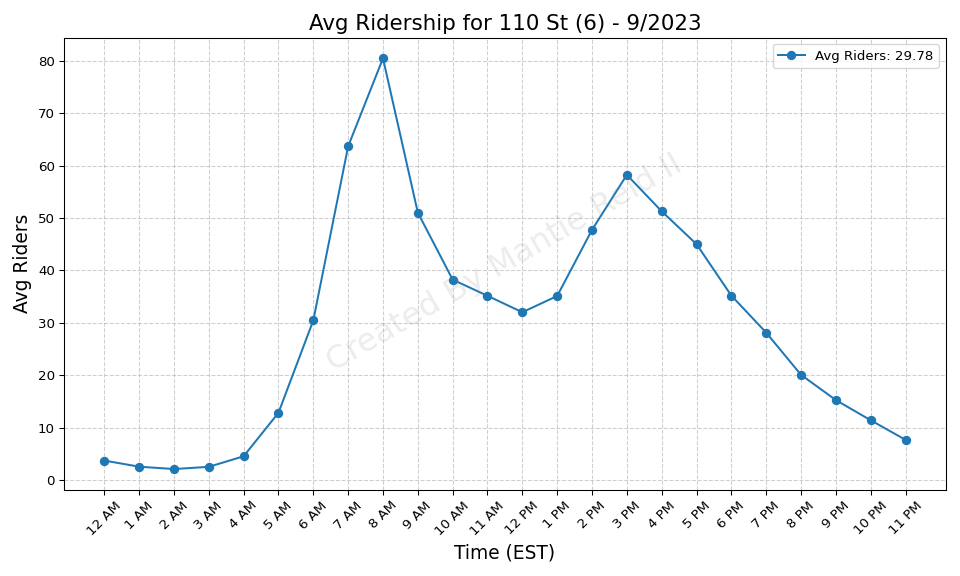 Avg Ridership for 110 St (6) - 9/2023
Avg Riders: 29.78
80
70
60
50
40
30
20
10
0
Avg Riders
Created By Mantle Reid II
12 AM
1 AM
2 AM
3 AM
4 AM
5 AM
6 AM
7 AM
8 AM
9 AM
10 AM
11 AM
12 PM
1 PM
2 PM
3 PM
4 PM
5 PM
6 PM
7 PM
8 PM
9 PM
10 PM
11 PM
Time (EST)